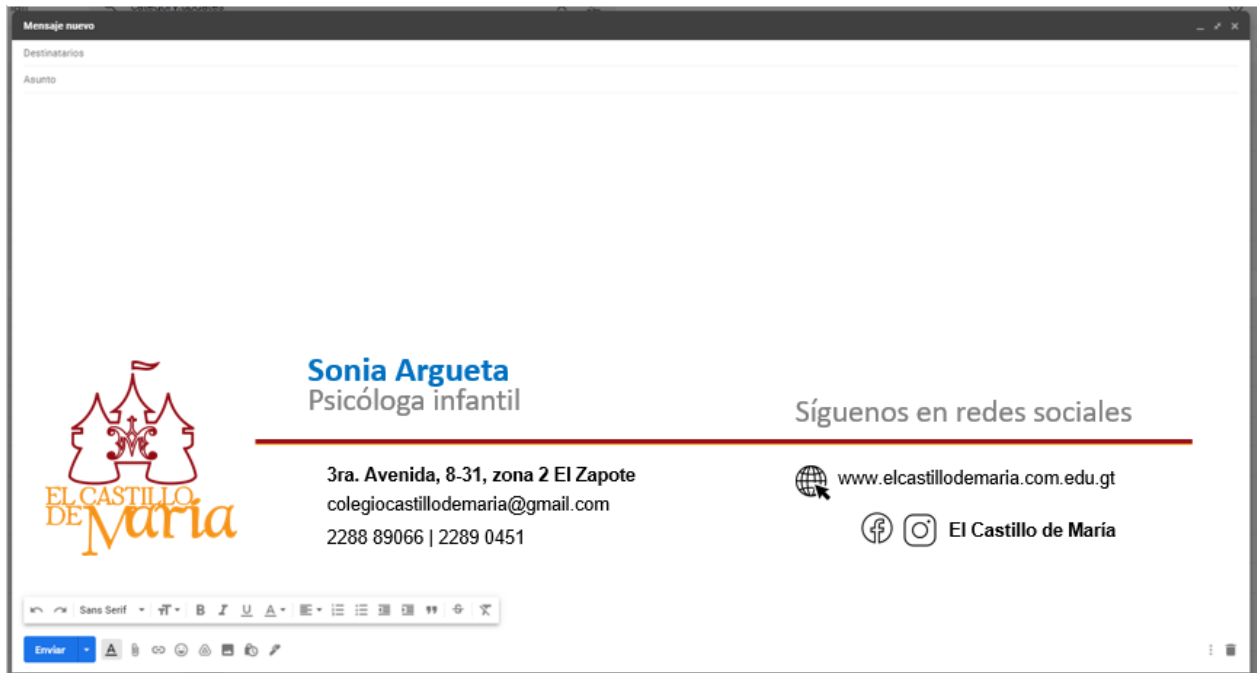 Mensaje nuevo
Destinatarios
Asunto
Sonia Argueta
Psicóloga infantil
Síguenos en redes sociales
EL CASTILLO
DE María
3ra. Avenida, 8-31, zona 2 El Zapote
colegiocastillodemaria@gmail.com
2288 89066 | 2289 0451
www.elcastillodemaria.com.edu.gt
El Castillo de María
Sans Serif
Enviar